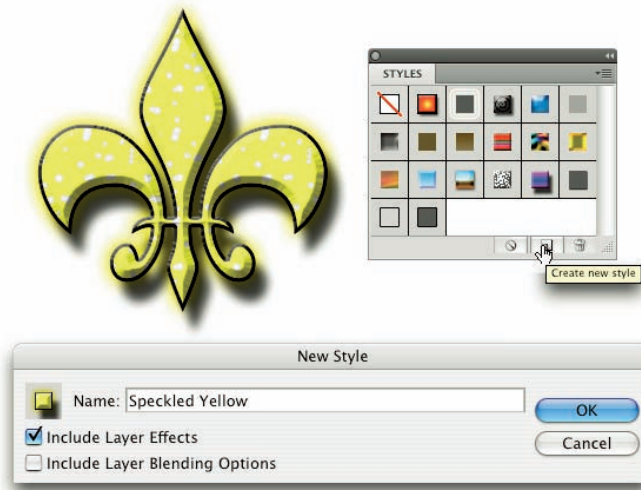 STYLES
Create new style
New Style
Name: Speckled Yellow
Include Layer Effects
Include Layer Blending Options
OK
Cancel